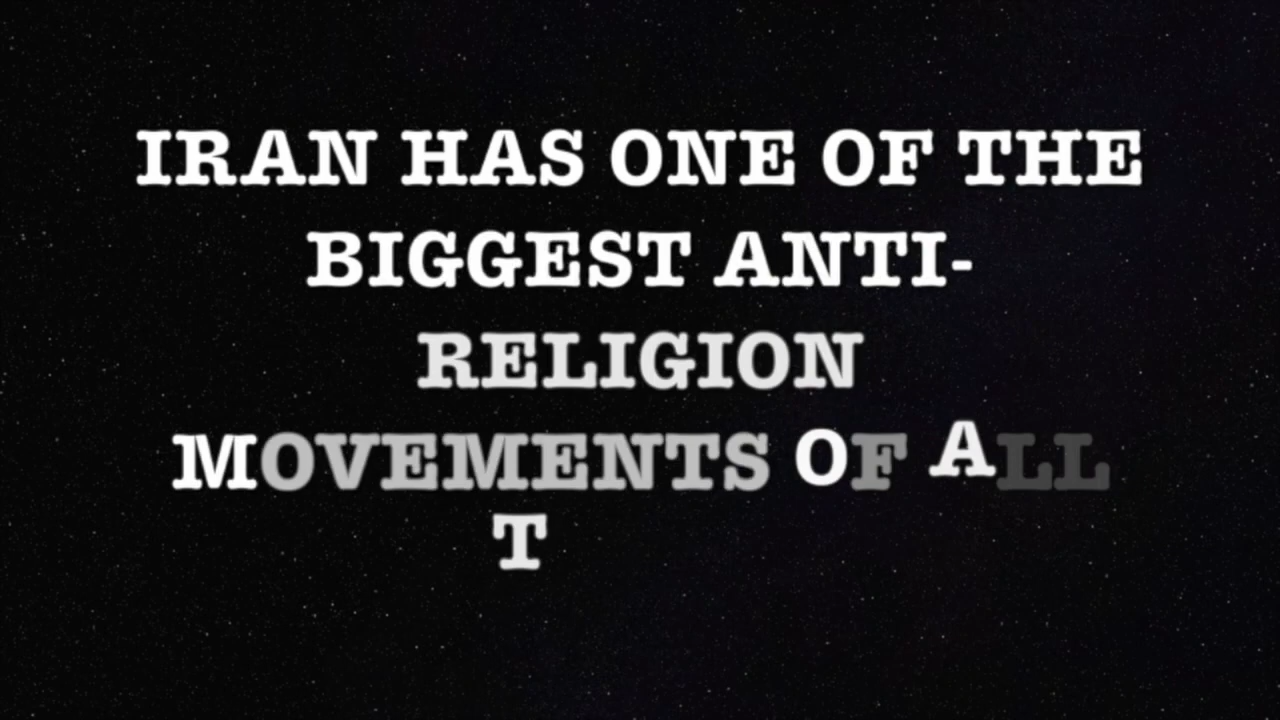 IRAN HAS ONE OF THE
BIGGEST ANTI-
RELIGION
MOVEMENTS OF ALL
T